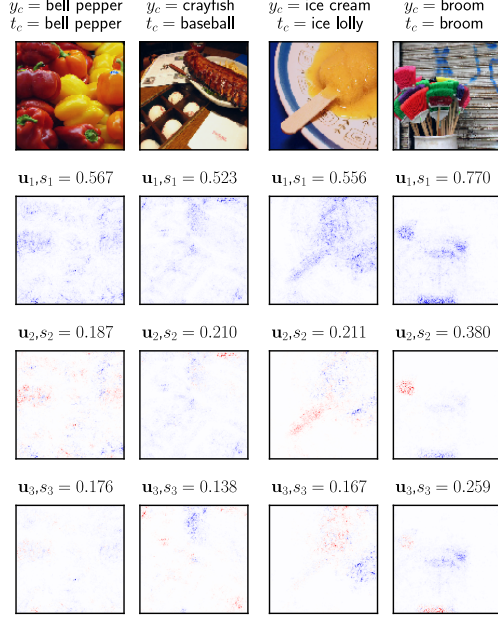 y_c = bell pepper
t_c = bell pepper
y_c = crayfish
t_c = baseball
y_c = ice cream
t_c = ice lolly
y_c = broom
t_c = broom
u_1,s_1 = 0.567
u_1,s_1 = 0.523
u_1,s_1 = 0.556
u_1,s_1 = 0.770
u_2,s_2 = 0.187
u_2,s_2 = 0.210
u_2,s_2 = 0.211
u_2,s_2 = 0.380
u_3,s_3 = 0.176
u_3,s_3 = 0.138
u_3,s_3 = 0.167
u_3,s_3 = 0.259